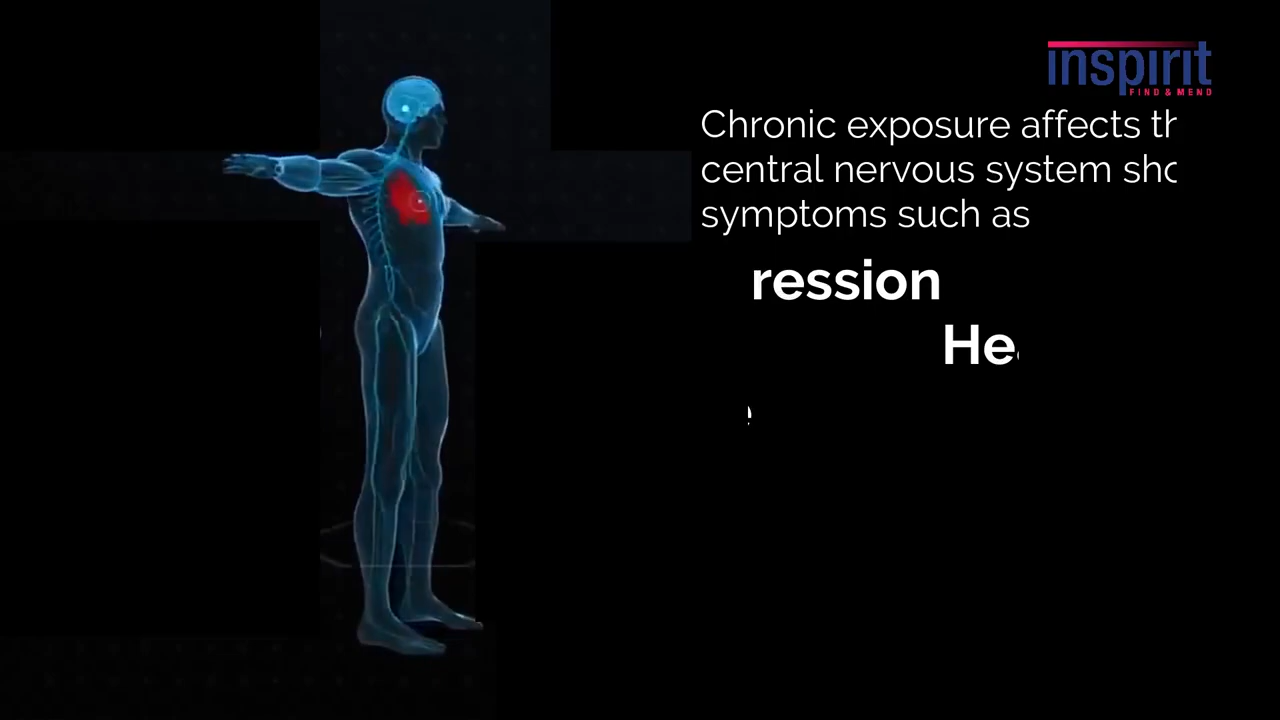 inspirit
FIND & MEND
Chronic exposure affects th
central nervous system sho
symptoms such as
ression
He